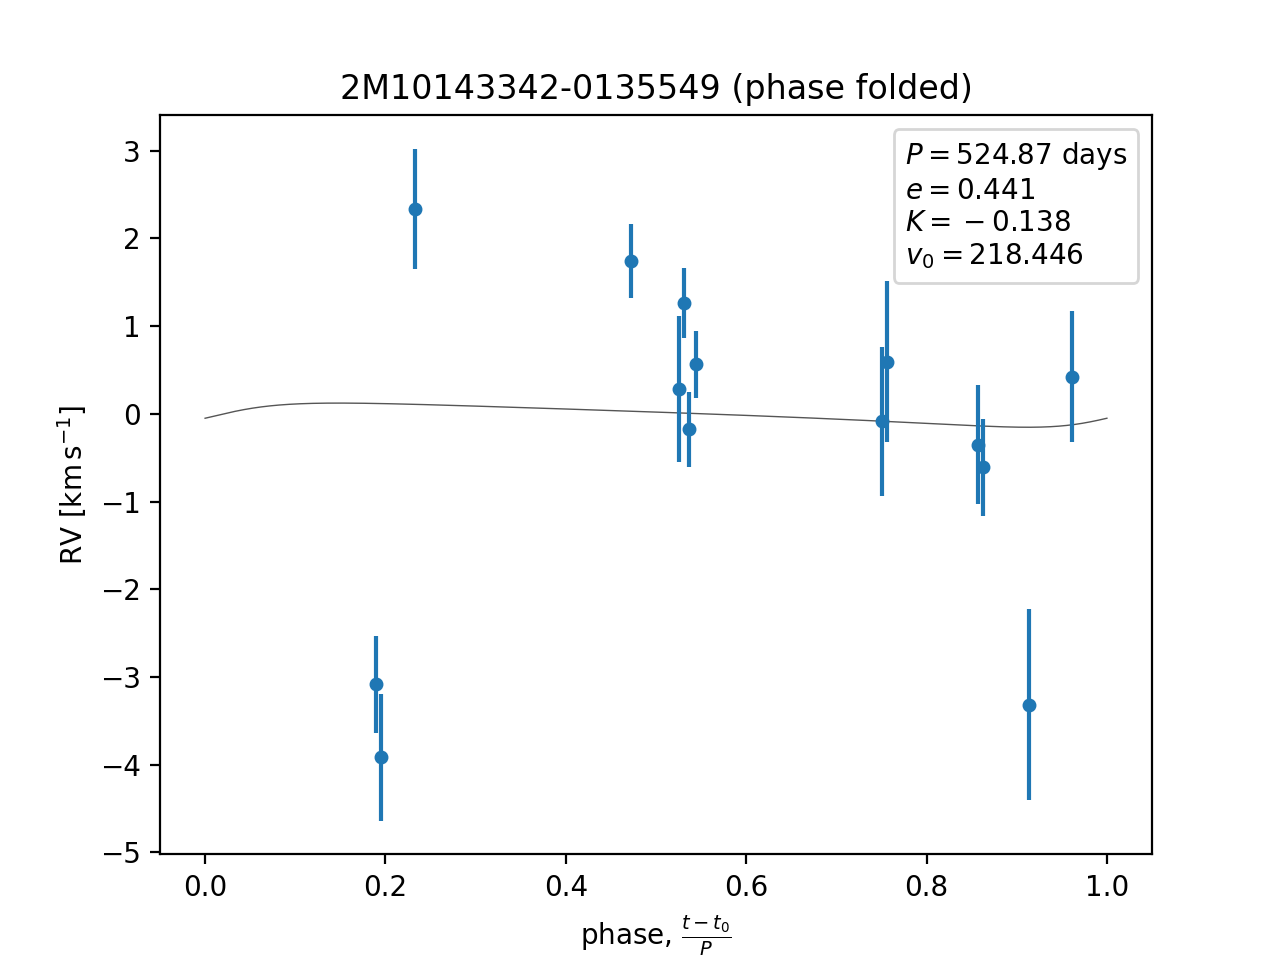 2M10143342-0135549 (phase folded)
P = 524.87 days
e = 0.441
K = −0.138
v₀ = 218.446
3
2
1
0
−1
−2
−3
−4
−5
RV [km s⁻¹]
0.0 0.2 0.4 0.6 0.8 1.0
phase, (t − t₀)/P